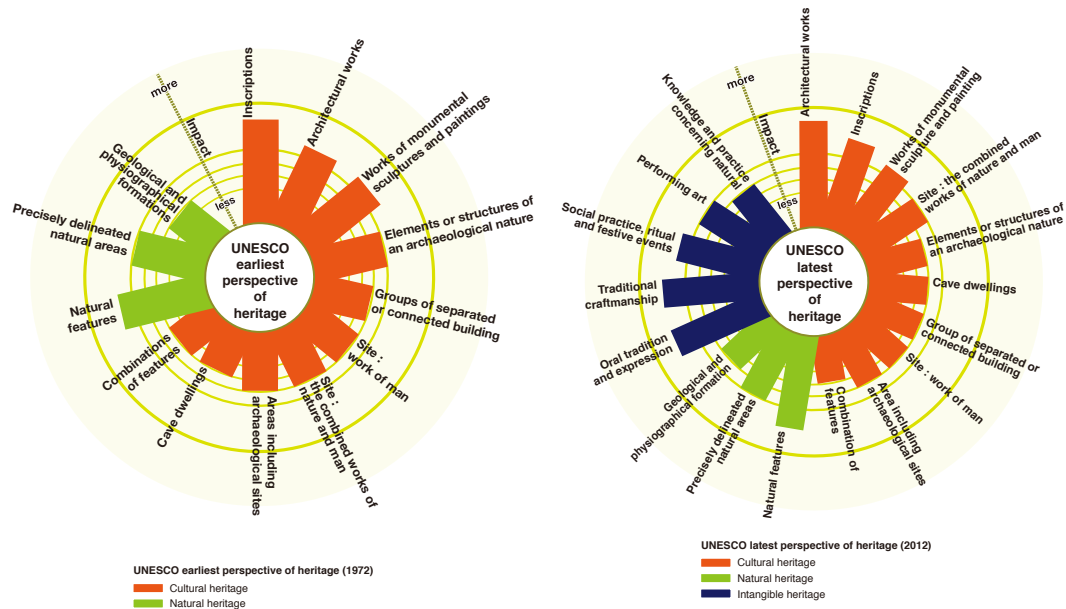 Inscriptions
Architectural works
Works of monumental
sculptures and paintings
Elements or structures of
an archaeological nature
Groups of separated
or connected building
Site :
work of man
Site :
the combined works of
nature and man
Areas including
archaeological sites
Cave dwellings
Combinations
of features
Natural
features
Precisely delineated
natural areas
Geological and
physiographical
formations
more
Impact
less
UNESCO
earliest
perspective
of
heritage
UNESCO earliest perspective of heritage (1972)
Cultural heritage
Natural heritage
Architectural works
Inscriptions
Works of monumental
sculpture and painting
Site : the combined
works of nature and man
Elements or structures of
an archaeological nature
Cave dwellings
Group of separated or
connected building
Site : work of man
Area including
archaeological sites
Combination of
features
Natural features
Precisely delineated
natural areas
Geological and
physiographical formation
Oral tradition
and expression
Traditional
craftmanship
Social practice, ritual
and festive events
Performing art
Knowledge and practice
concerning natural
more
Impact
less
UNESCO
latest
perspective
of
heritage
UNESCO latest perspective of heritage (2012)
Cultural heritage
Natural heritage
Intangible heritage